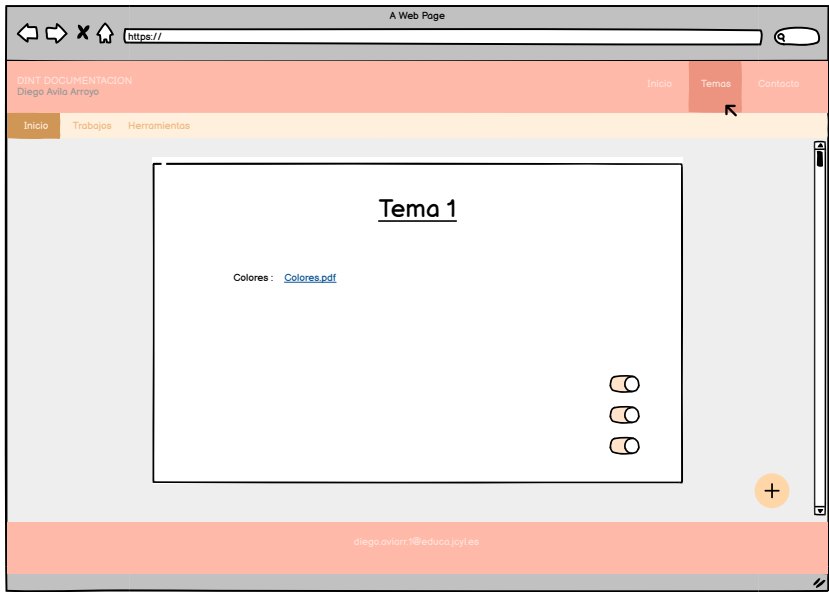 A Web Page
https://
DINT DOCUMENTACION
Diego Avila Arroyo
Inicio Temas Contacto
Inicio Trabajos Herramientas
Tema 1
Colores : Colores.pdf
diego.aviarr.1@educa.jcyl.es